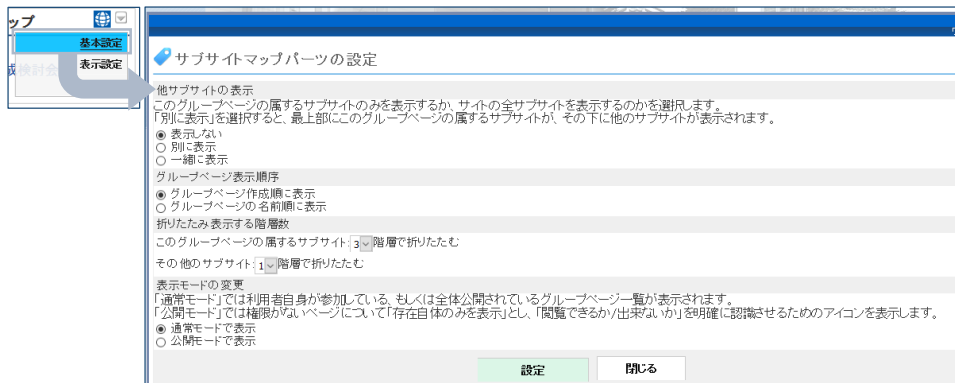 ップ
基本設定
表示設定
成検討会
サブサイトマップパーツの設定
他サブサイトの表示
このグループページの属するサブサイトのみを表示するか、サイトの全サブサイトを表示するのかを選択します。
「別に表示」を選択すると、最上部にこのグループページの属するサブサイトが、その下に他のサブサイトが表示されます。
表示しない
別に表示
一緒に表示
グループページ表示順序
グループページ作成順に表示
グループページの名前順に表示
折りたたみ表示する階層数
このグループページの属するサブサイト: 3 階層で折りたたむ
その他のサブサイト: 1 階層で折りたたむ
表示モードの変更
「通常モード」では利用者自身が参加している、もしくは全体公開されているグループページ一覧が表示されます。
「公開モード」では権限がないページについて「存在自体のみを表示」とし、「閲覧できるか/出来ないか」を明確に認識させるためのアイコンを表示します。
通常モードで表示
公開モードで表示
設定
閉じる